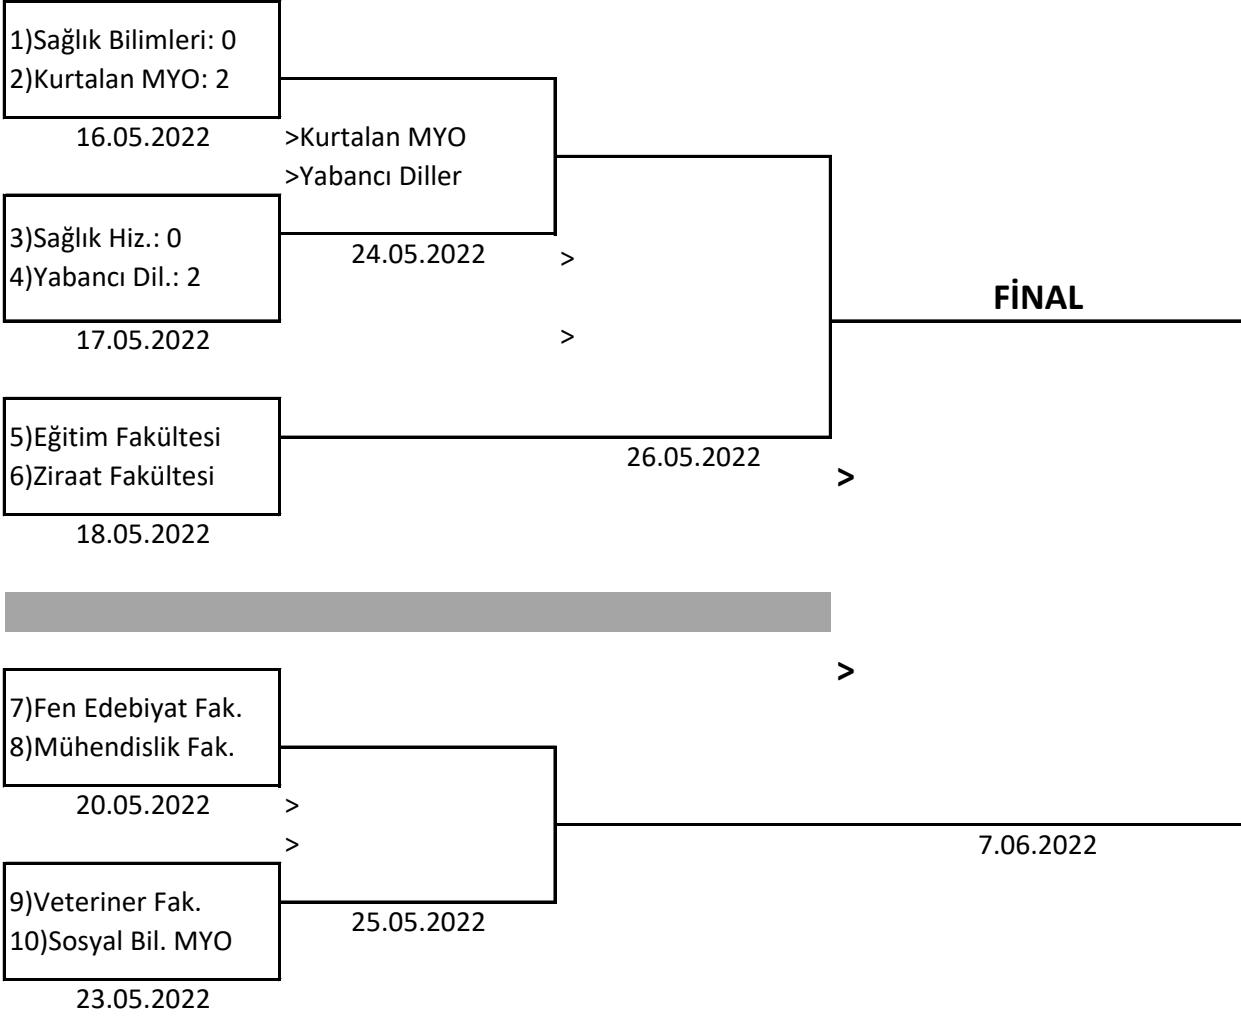 1)Sağlık Bilimleri: 0
2)Kurtalan MYO: 2
16.05.2022
>Kurtalan MYO
>Yabancı Diller
3)Sağlık Hiz.: 0
4)Yabancı Dil.: 2
24.05.2022
>
FİNAL
17.05.2022
>
5)Eğitim Fakültesi
6)Ziraat Fakültesi
26.05.2022
>
18.05.2022
>
7)Fen Edebiyat Fak.
8)Mühendislik Fak.
20.05.2022
>
>
7.06.2022
9)Veteriner Fak.
10)Sosyal Bil. MYO
25.05.2022
23.05.2022